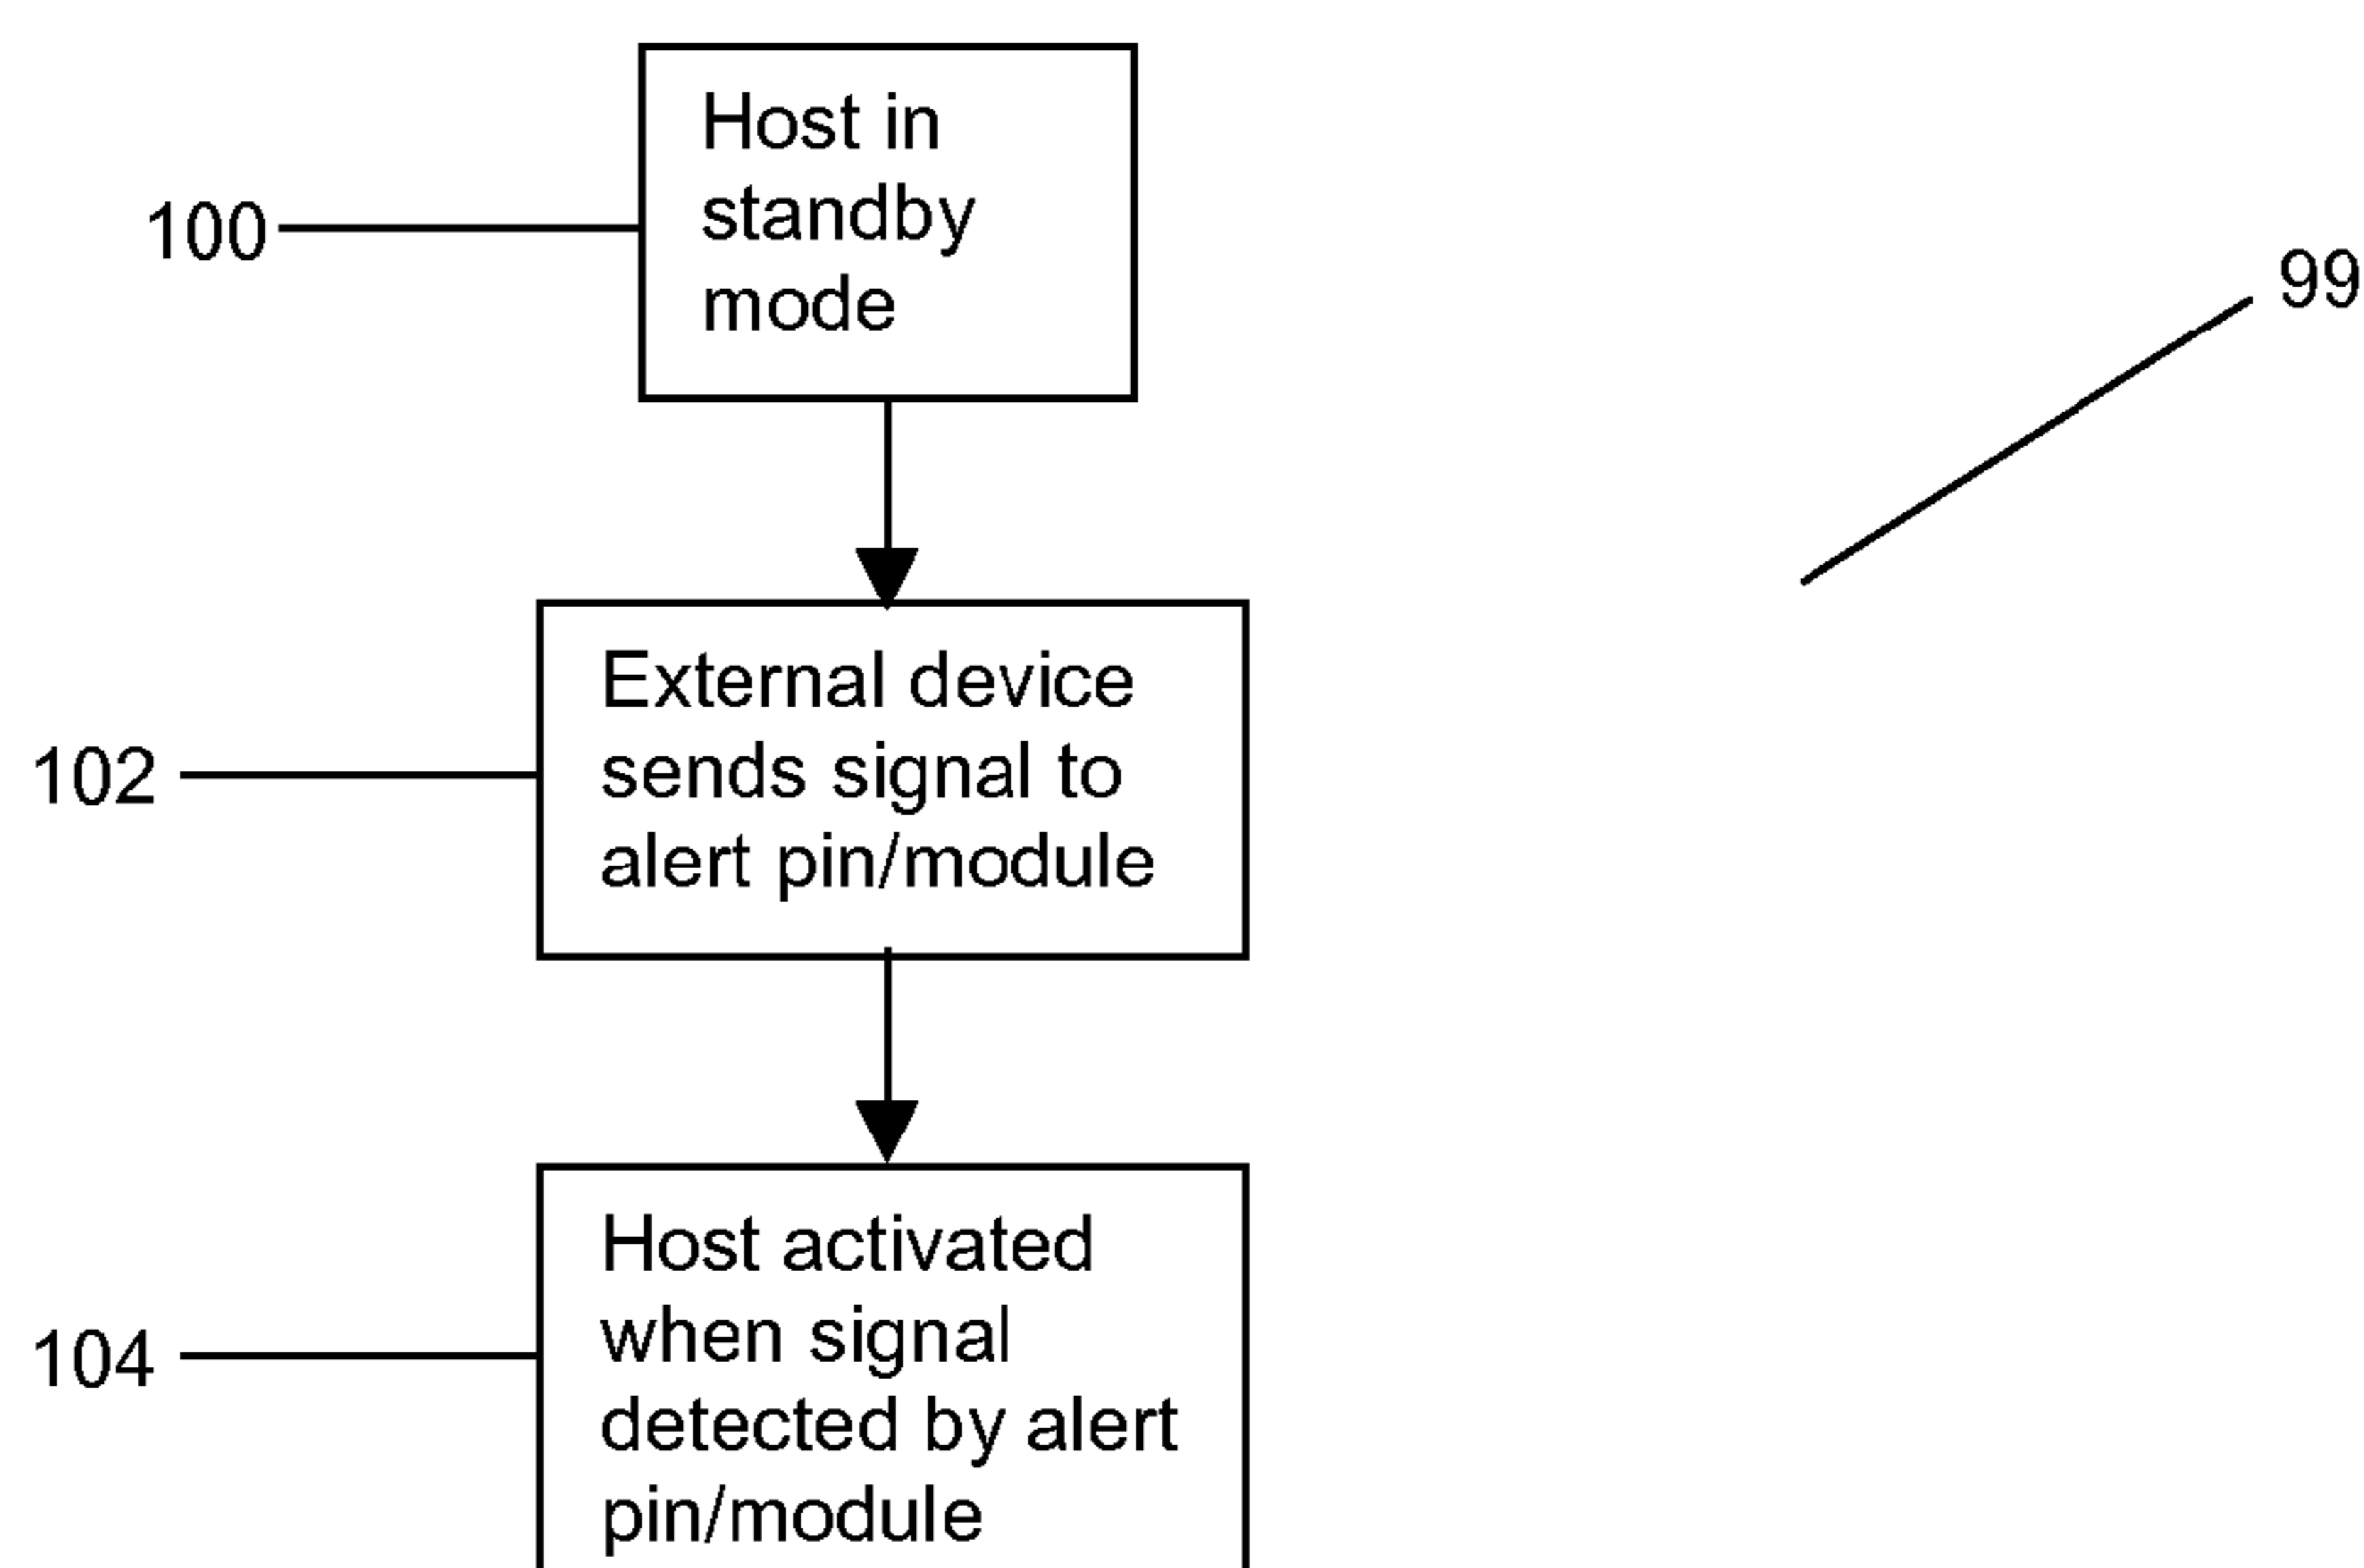 Host in
standby
mode
100
99
External device
sends signal to
alert pin/module
102
Host activated
when signal
detected by alert
pin/module
104